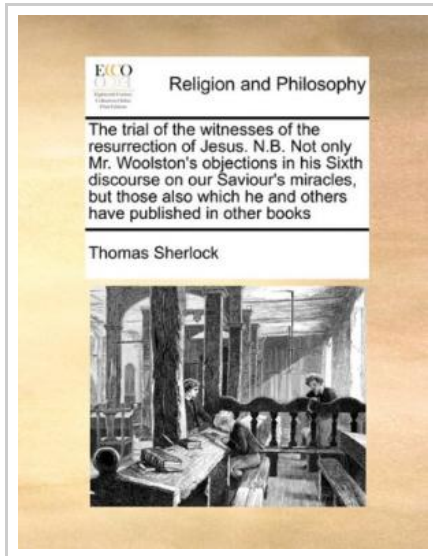 ECCO
Religion and Philosophy
The trial of the witnesses of the
resurrection of Jesus. N.B. Not only
Mr. Woolston's objections in his Sixth
discourse on our Saviour's miracles,
but those also which he and others
have published in other books
Thomas Sherlock